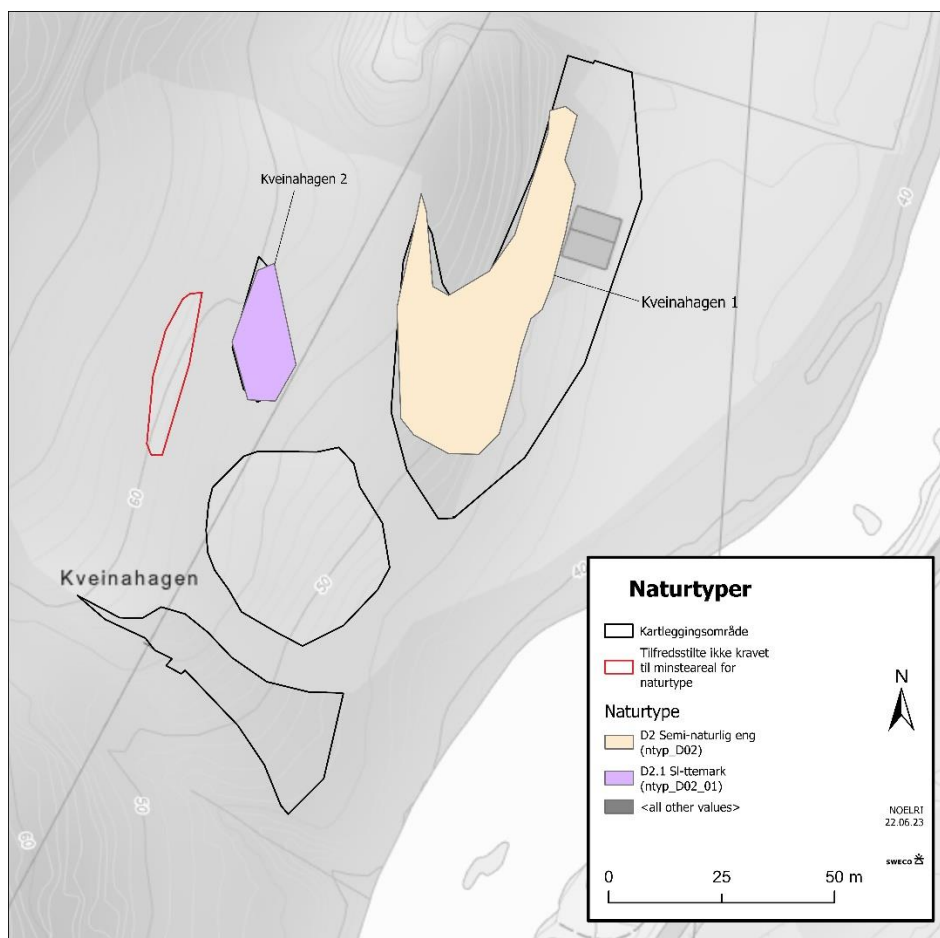 Kveinahagen 2
40
Kveinahagen 1
60
Kveinahagen
50
40
50
60
Naturtyper
Kartleggingsområde
Tilfredsstilte ikke kravet
til minsteareal for
naturtype
N
Naturtype
D2 Semi-naturlig eng
(ntyp_D02)
D2.1 Sl-ttemark
(ntyp_D02_01)
<all other values>
NOELRI
22.06.23
SWECO
0 25 50 m